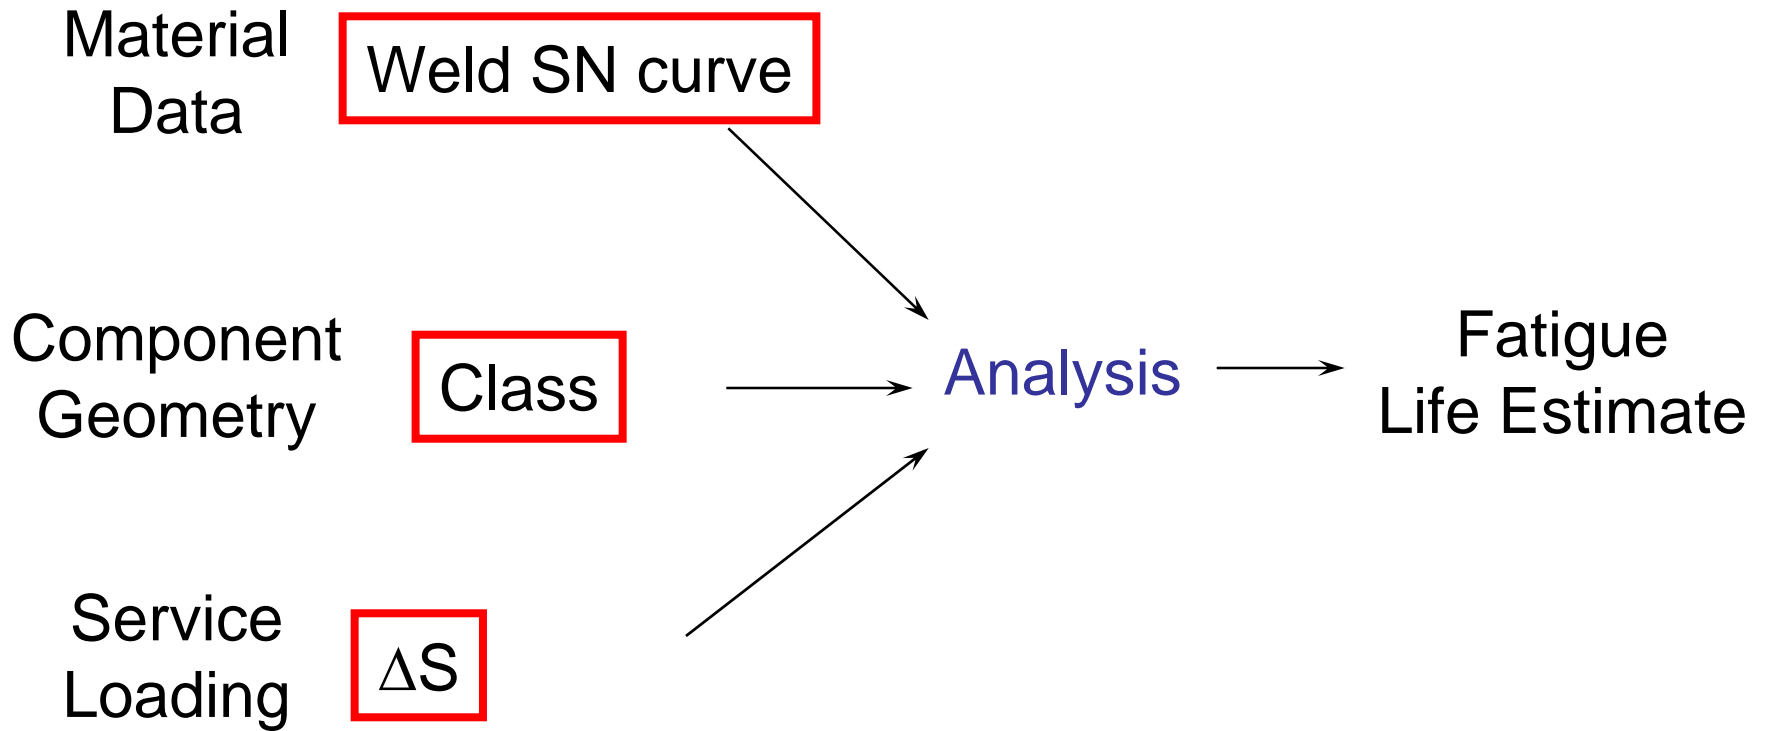 Material
Data
Weld SN curve
Component
Geometry
Class
Analysis
Fatigue
Life Estimate
Service
Loading
ΔS